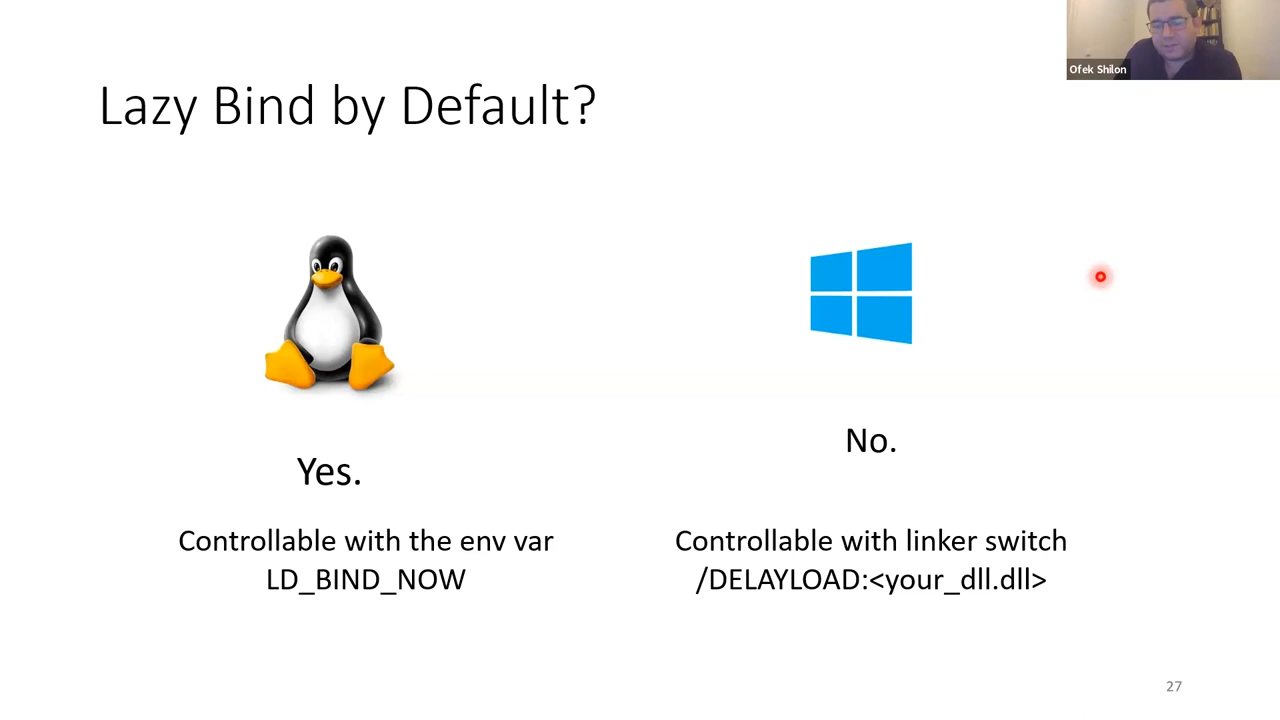 Ofek Shilon
Lazy Bind by Default?
Yes.
Controllable with the env var
LD_BIND_NOW
No.
Controllable with linker switch
/DELAYLOAD:<your_dll.dll>
27